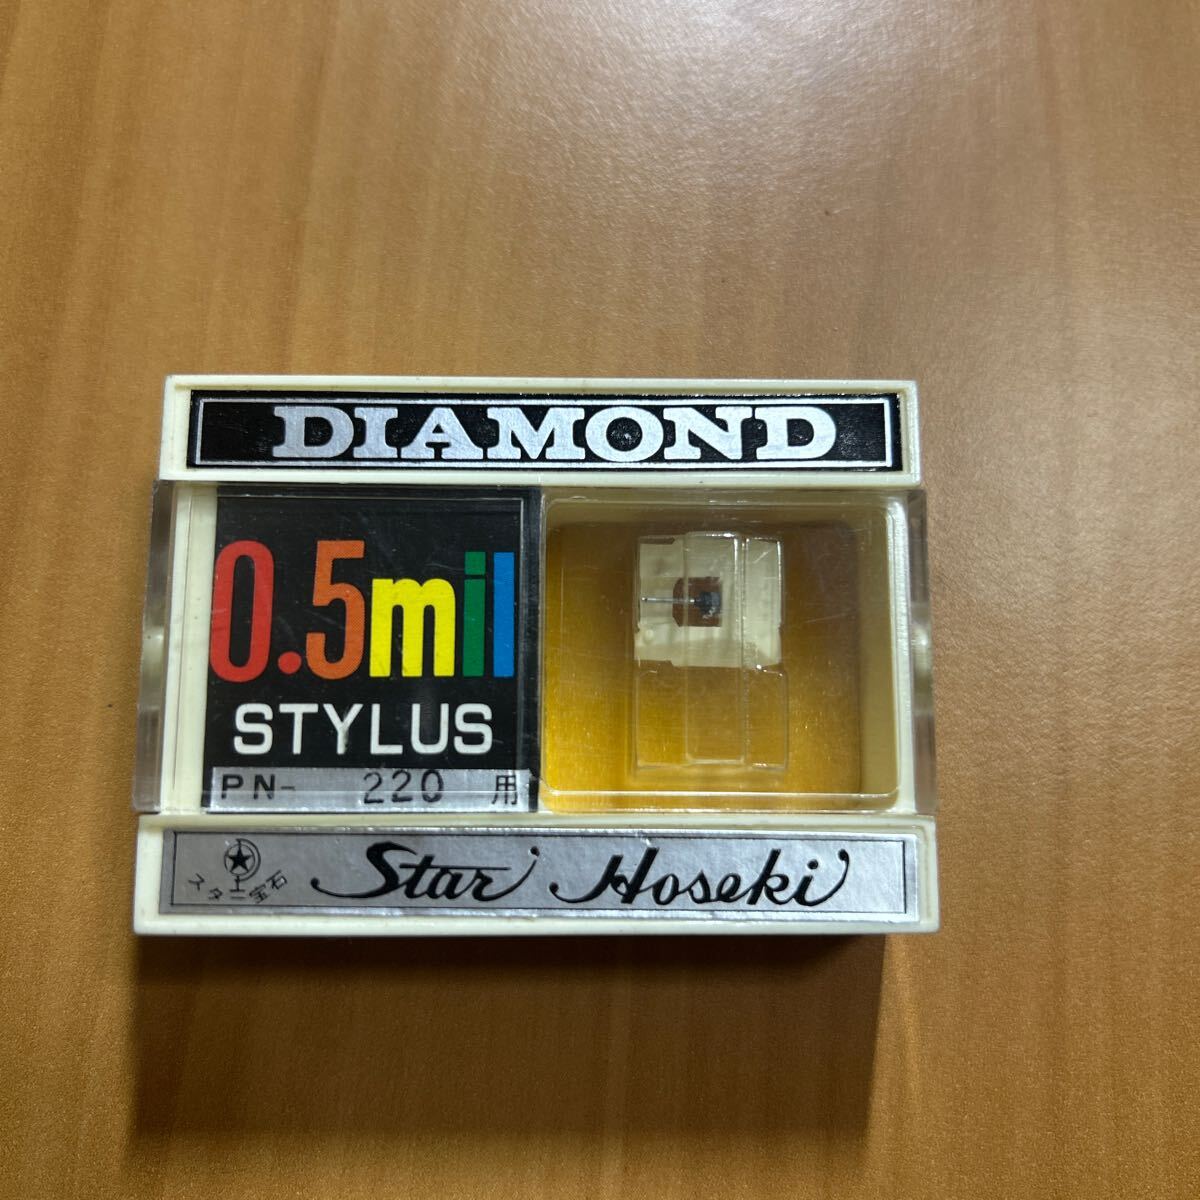 DIAMOND
0.5mil
STYLUS
PN- 220 用
スター宝石 Star Hoseki